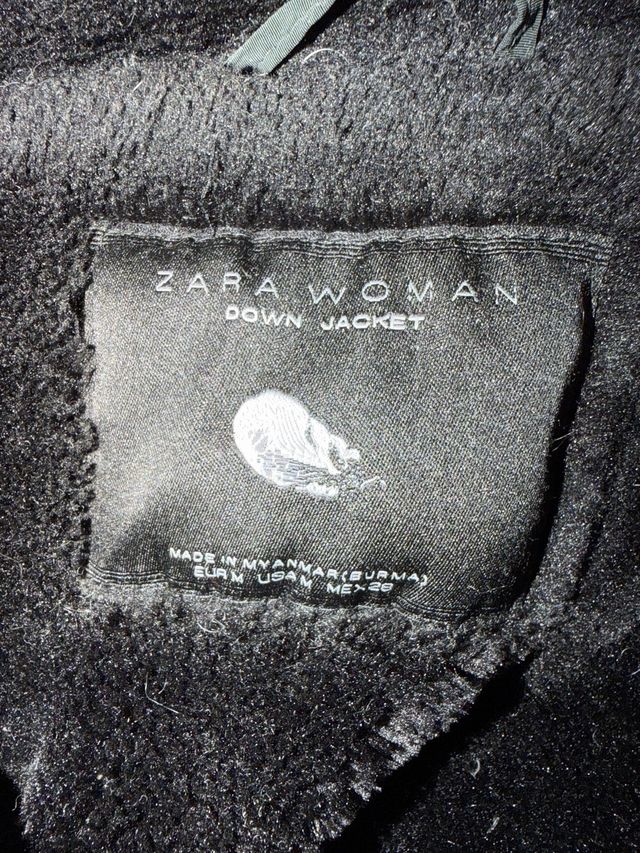 ZARA WOMAN
DOWN JACKET
MADE IN MYANMAR (BURMA)
EUR M USA M MEX 28